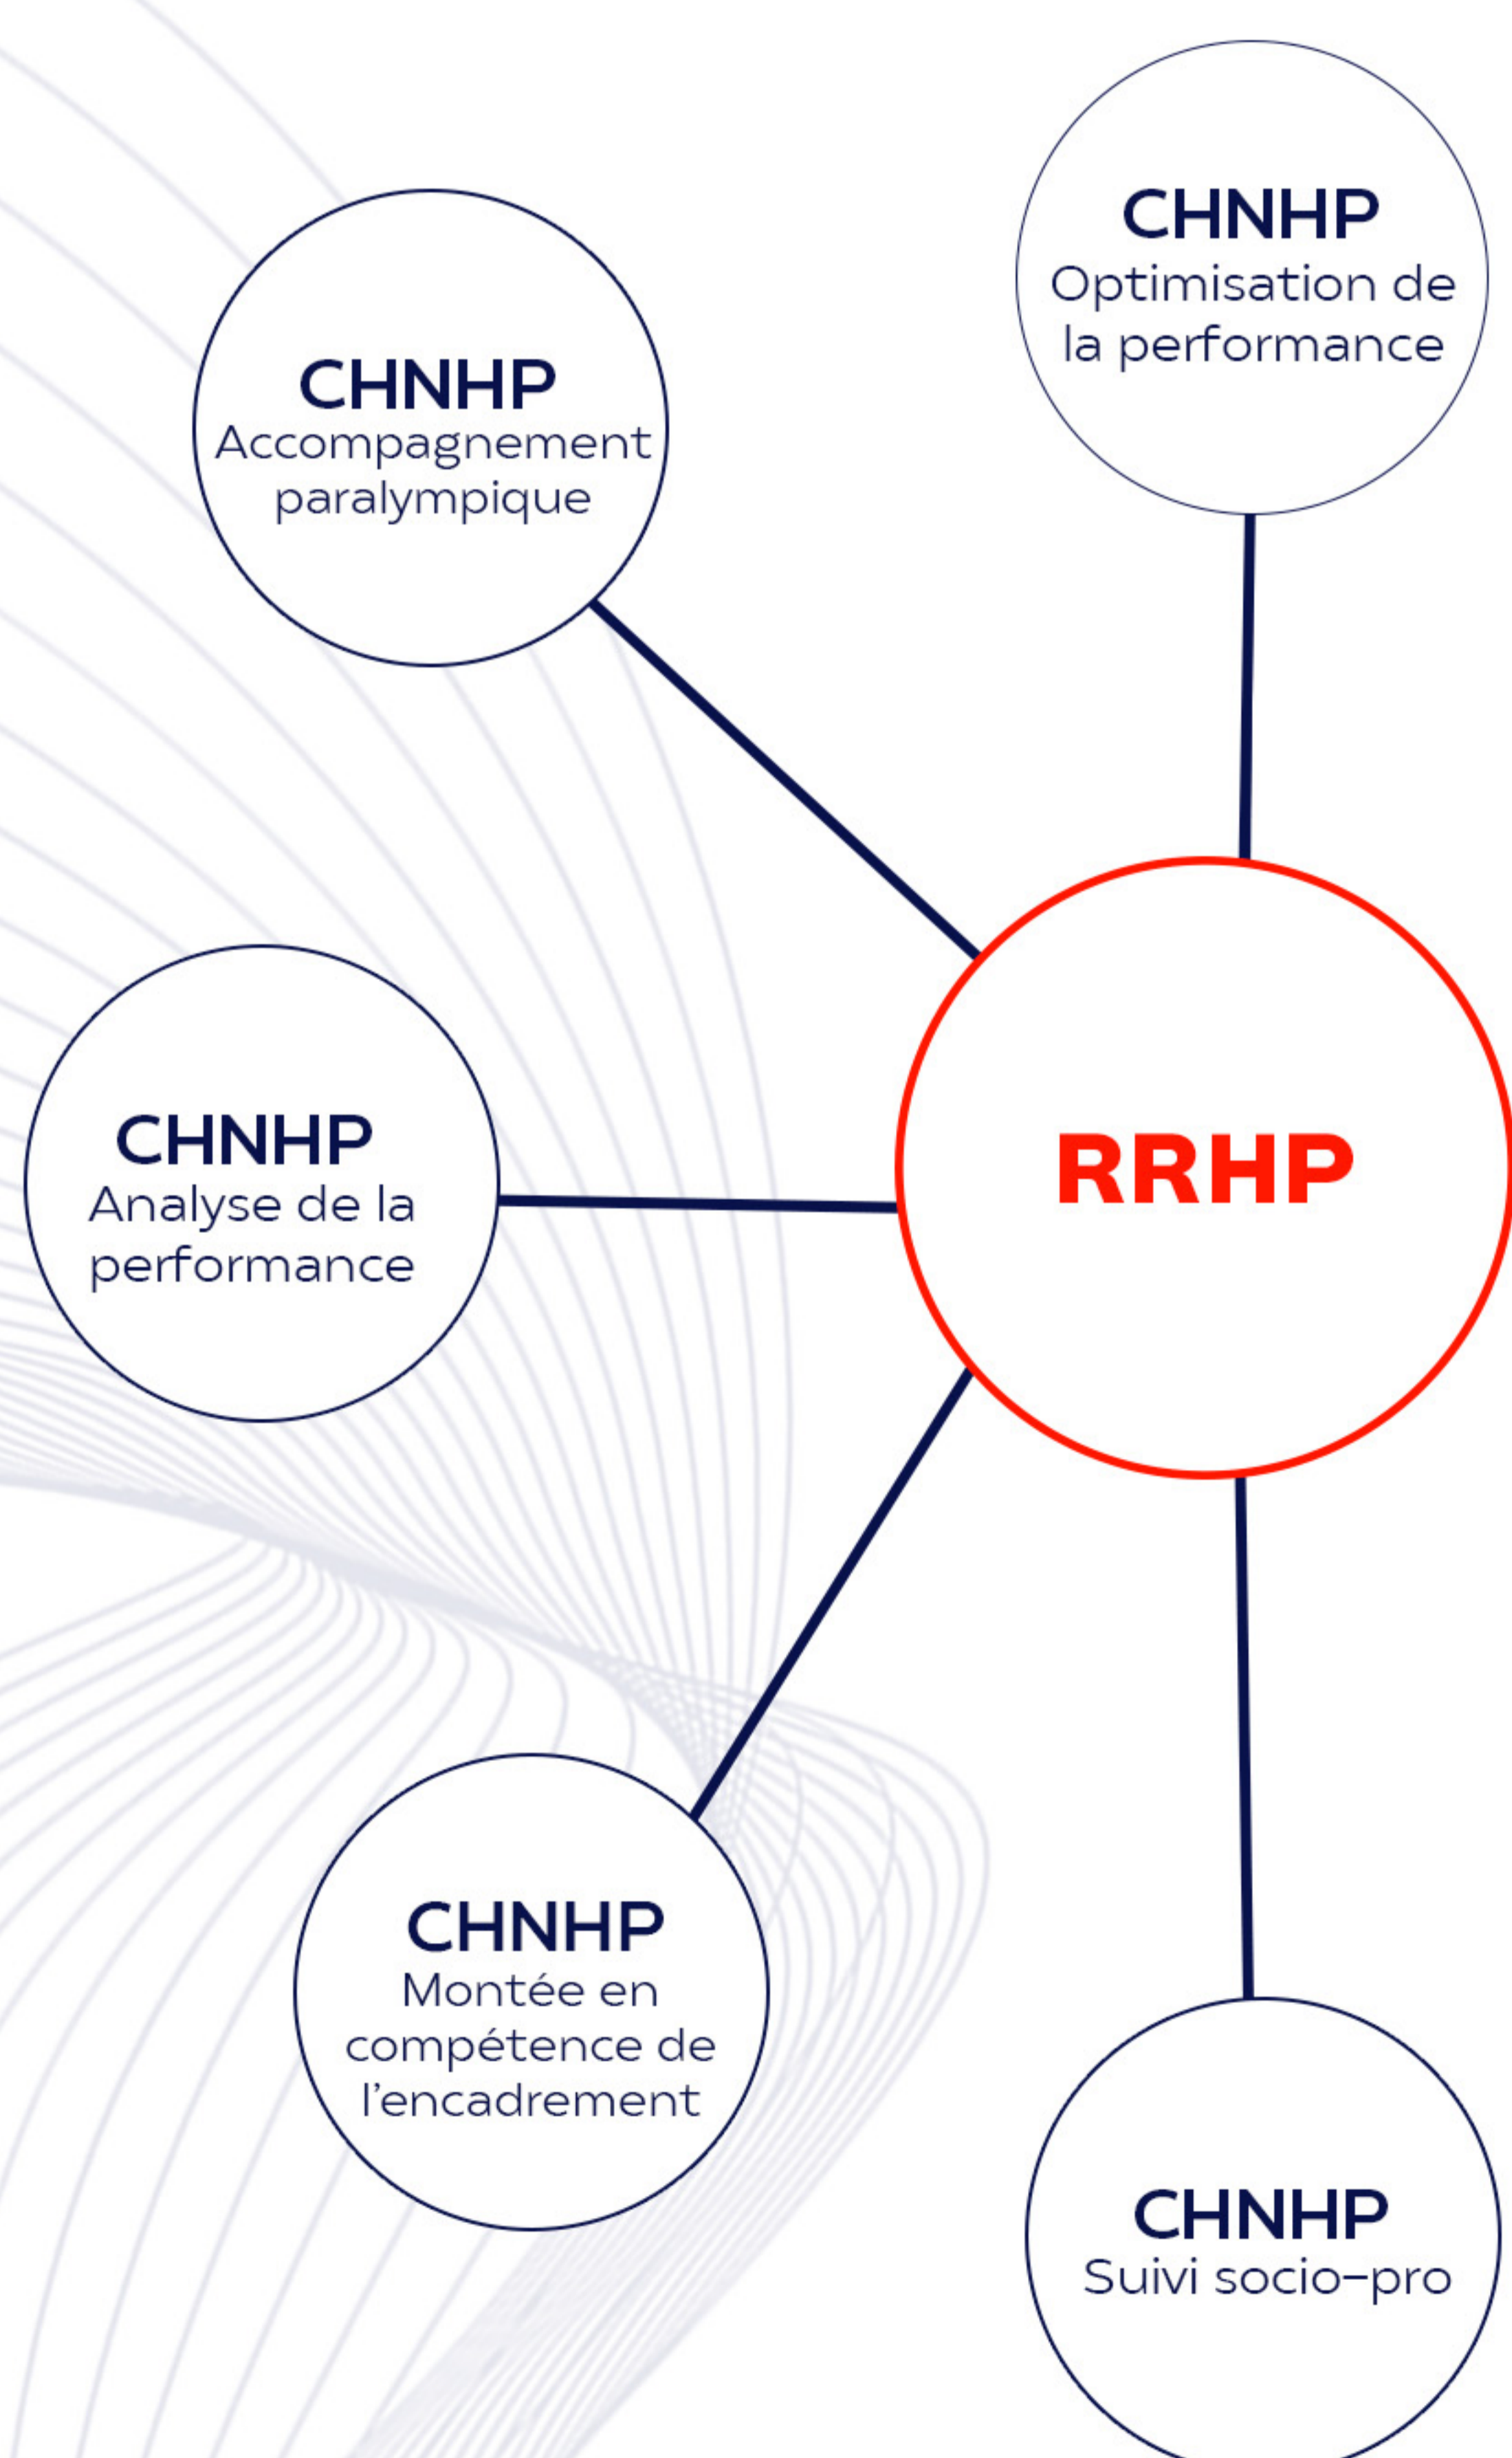 CHNHP
Optimisation de
la performance
CHNHP
Accompagnement
paralympique
CHNHP
Analyse de la
performance
RRHP
CHNHP
Montée en
compétence de
l'encadrement
CHNHP
Suivi socio-pro